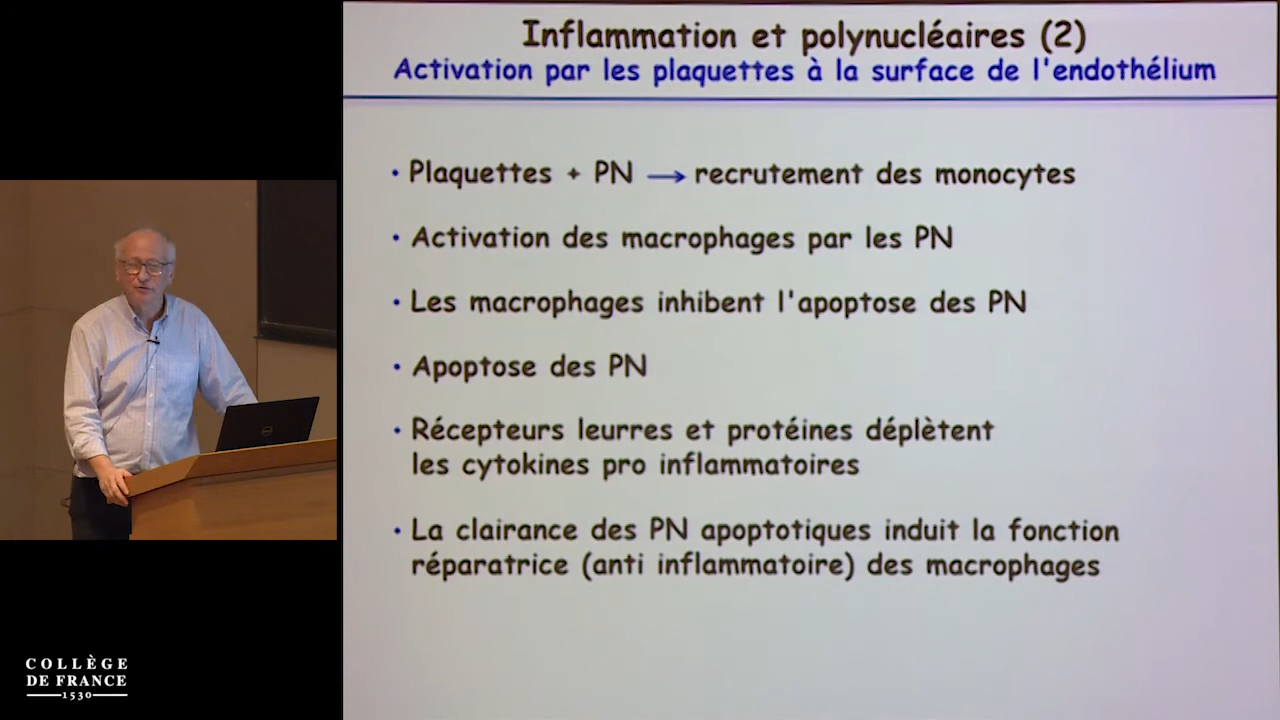 Inflammation et polynucléaires (2)
Activation par les plaquettes à la surface de l'endothélium
• Plaquettes + PN → recrutement des monocytes
• Activation des macrophages par les PN
• Les macrophages inhibent l'apoptose des PN
• Apoptose des PN
• Récepteurs leurres et protéines déplètent
les cytokines pro inflammatoires
• La clairance des PN apoptotiques induit la fonction
réparatrice (anti inflammatoire) des macrophages
COLLÈGE
DE FRANCE
1530